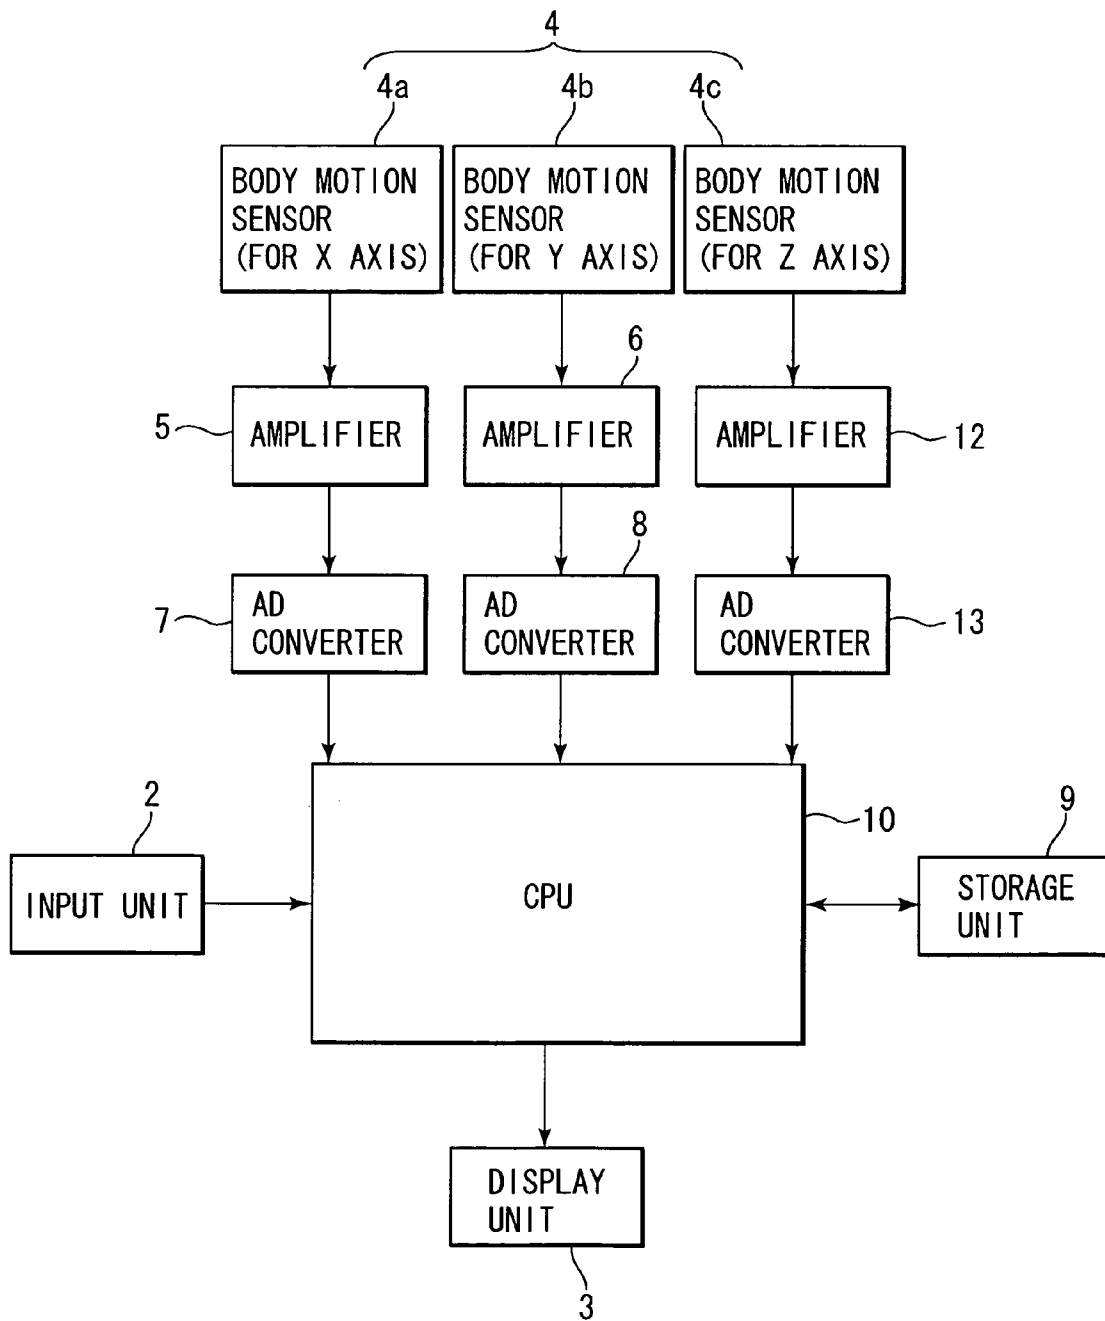 4
4a
4b
4c
BODY MOTION
SENSOR
(FOR X AXIS)
BODY MOTION
SENSOR
(FOR Y AXIS)
BODY MOTION
SENSOR
(FOR Z AXIS)
5
AMPLIFIER
6
AMPLIFIER
AMPLIFIER
12
7
AD
CONVERTER
8
AD
CONVERTER
AD
CONVERTER
13
2
INPUT UNIT
CPU
10
9
STORAGE
UNIT
DISPLAY
UNIT
3